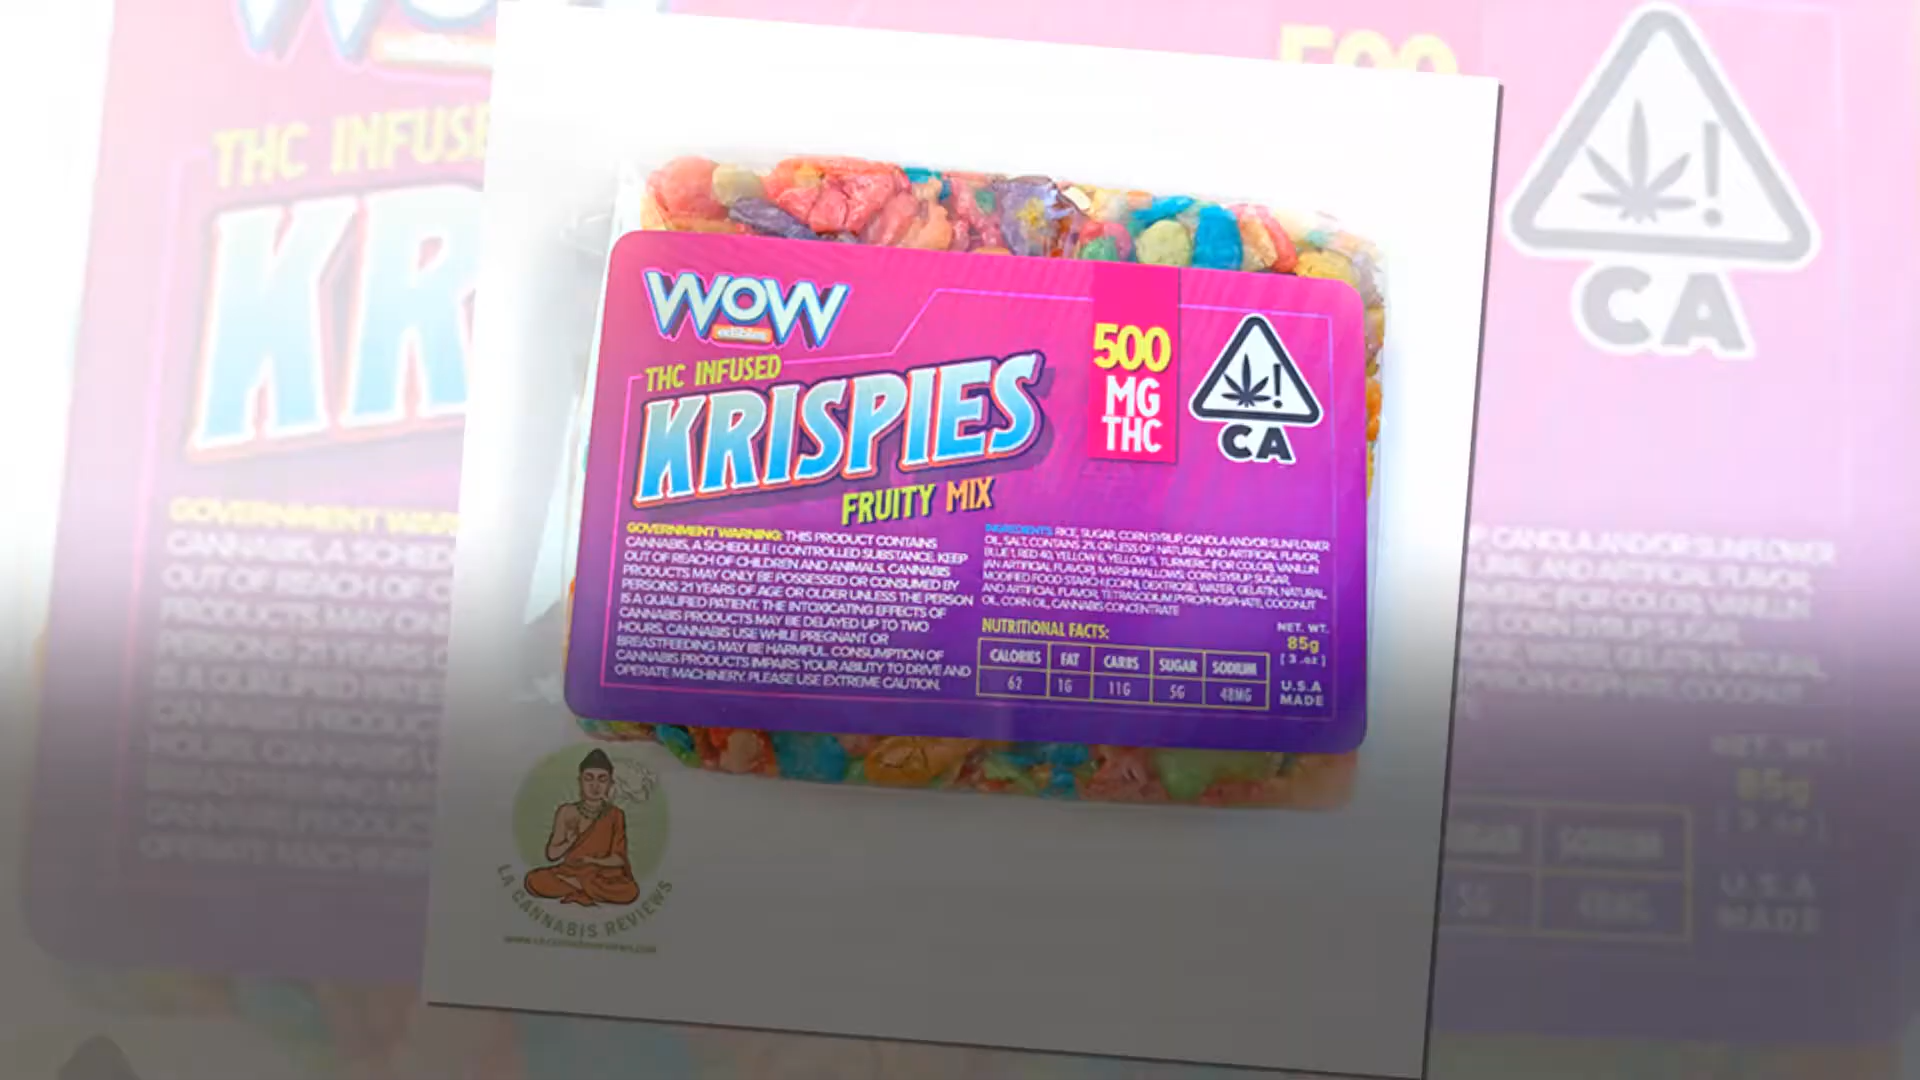 WOW
edibles
THC INFUSED
KRISPIES
FRUITY MIX
500
MG
THC
CA
GOVERNMENT WARNING: THIS PRODUCT CONTAINS
CANNABIS, A SCHEDULE I CONTROLLED SUBSTANCE. KEEP
OUT OF REACH OF CHILDREN AND ANIMALS. CANNABIS
PRODUCTS MAY ONLY BE POSSESSED OR CONSUMED BY
PERSONS 21 YEARS OF AGE OR OLDER UNLESS THE PERSON
IS A QUALIFIED PATIENT. THE INTOXICATING EFFECTS OF
CANNABIS PRODUCTS MAY BE DELAYED UP TO TWO
HOURS. CANNABIS USE WHILE PREGNANT OR
BREASTFEEDING MAY BE HARMFUL. CONSUMPTION OF
CANNABIS PRODUCTS IMPAIRS YOUR ABILITY TO DRIVE AND
OPERATE MACHINERY. PLEASE USE EXTREME CAUTION.
INGREDIENTS: RICE, SUGAR, CORN SYRUP, CANOLA AND/OR SUNFLOWER
OIL, SALT, CONTAINS 2% OR LESS OF: NATURAL AND ARTIFICIAL FLAVOR,
BLUE 1, RED 40, YELLOW 6, YELLOW 5, TURMERIC (FOR COLOR), VANILLIN
(AN ARTIFICIAL FLAVOR), MARSHMALLOWS, CORN SYRUP, SUGAR,
MODIFIED FOOD STARCH (CORN), DEXTROSE, WATER, GELATIN, NATURAL
AND ARTIFICIAL FLAVOR, TETRASODIUM PYROPHOSPHATE, COCONUT
OIL, CORN OIL, CANNABIS CONCENTRATE
NUTRITIONAL FACTS:
CALORIES FAT CARBS SUGAR SODIUM
62 1G 11G 5G 48MG
NET. WT.
85g
[3 .oz]
U.S.A
MADE
LA CANNABIS REVIEWS
500
THC INFUSE
KR
CA
NET. WT.
85g
U.S.A
MADE